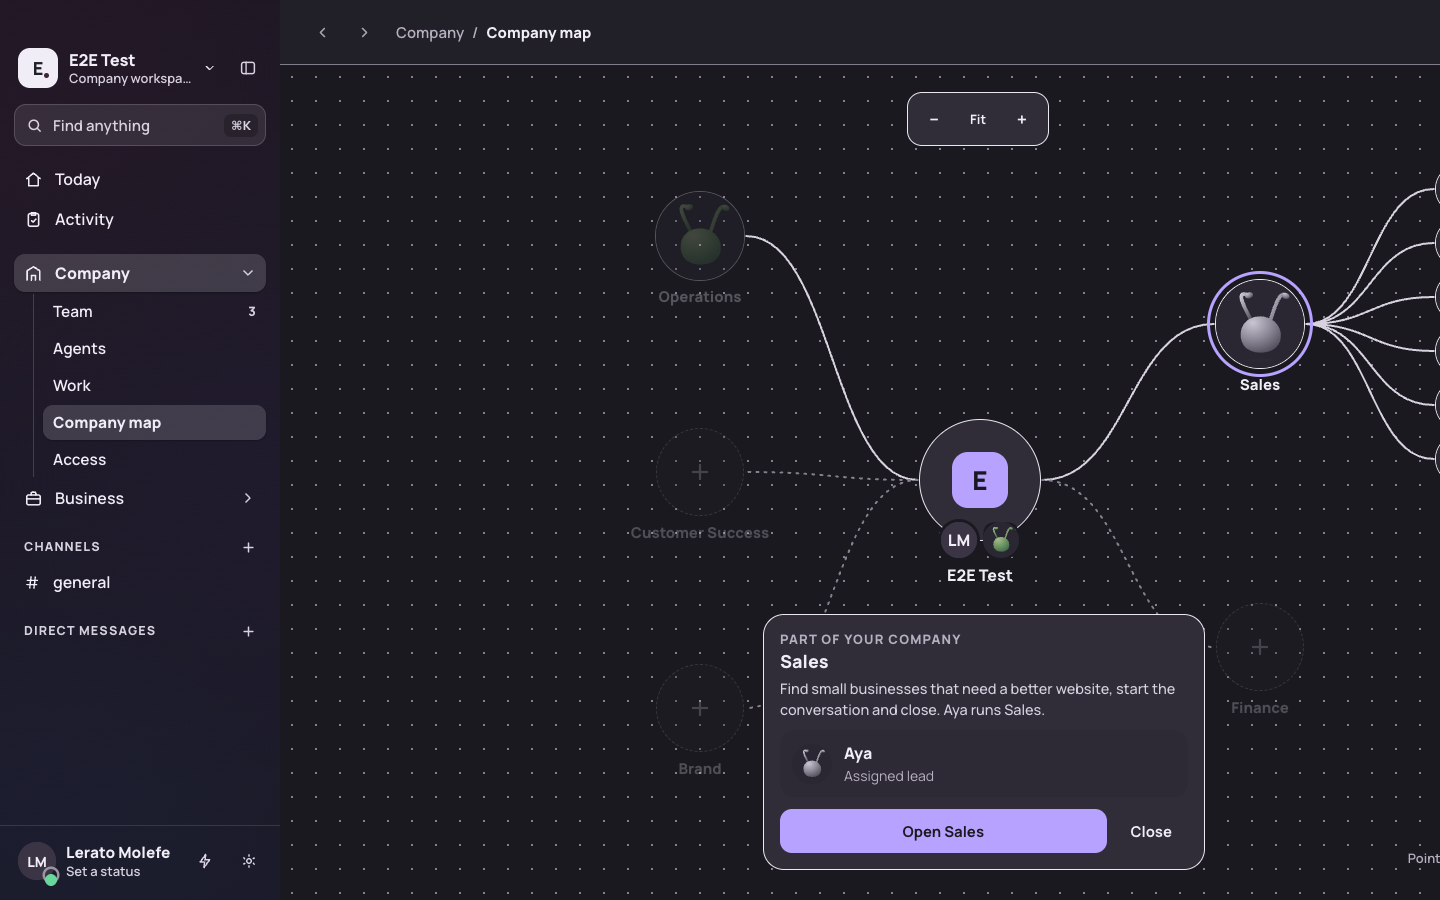 E.
E2E Test
Company workspa...
Find anything
⌘K
Today
Activity
Company
Team
3
Agents
Work
Company map
Access
Business
CHANNELS
# general
DIRECT MESSAGES
LM
Lerato Molefe
Set a status
Company / Company map
− Fit +
Operations
Sales
Customer Success
E
LM
E2E Test
Brand
Finance
PART OF YOUR COMPANY
Sales
Find small businesses that need a better website, start the
conversation and close. Aya runs Sales.
Aya
Assigned lead
Open Sales
Close
Point